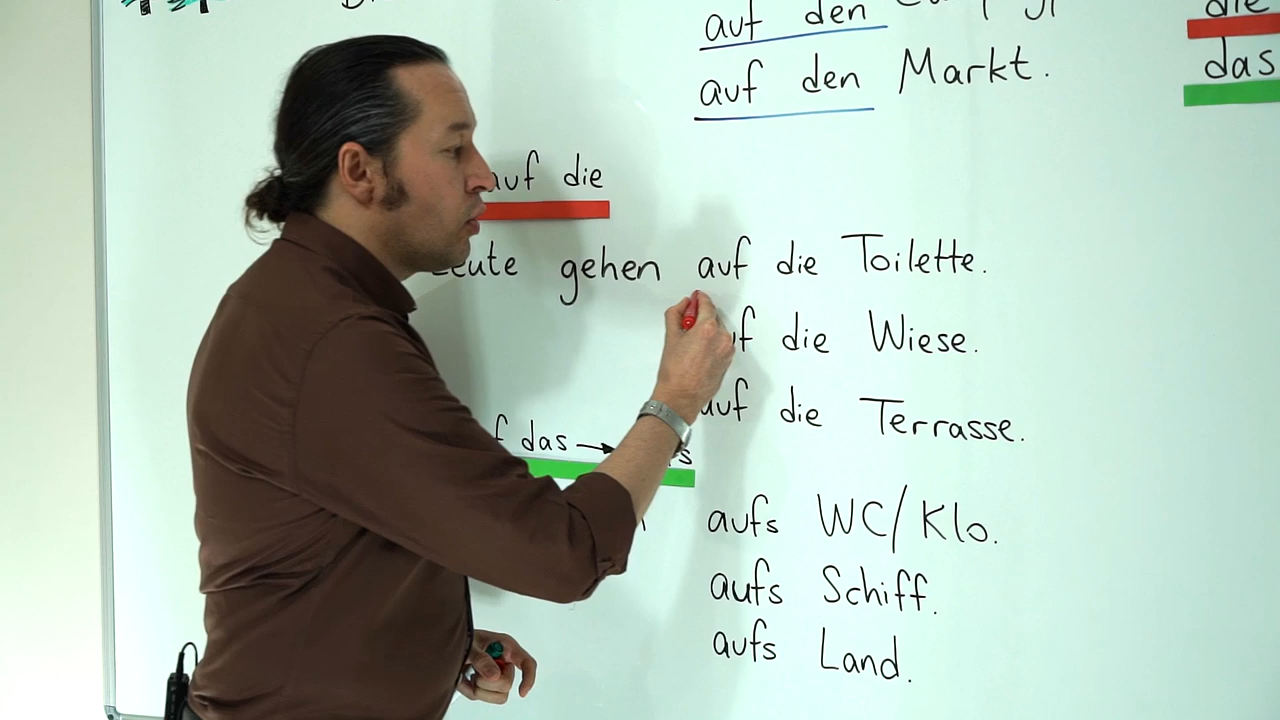 auf den
die
auf den Markt.
das
auf die
Leute gehen auf die Toilette.
auf die Wiese.
auf die Terrasse.
das →
aufs WC/Klo.
aufs Schiff.
aufs Land.